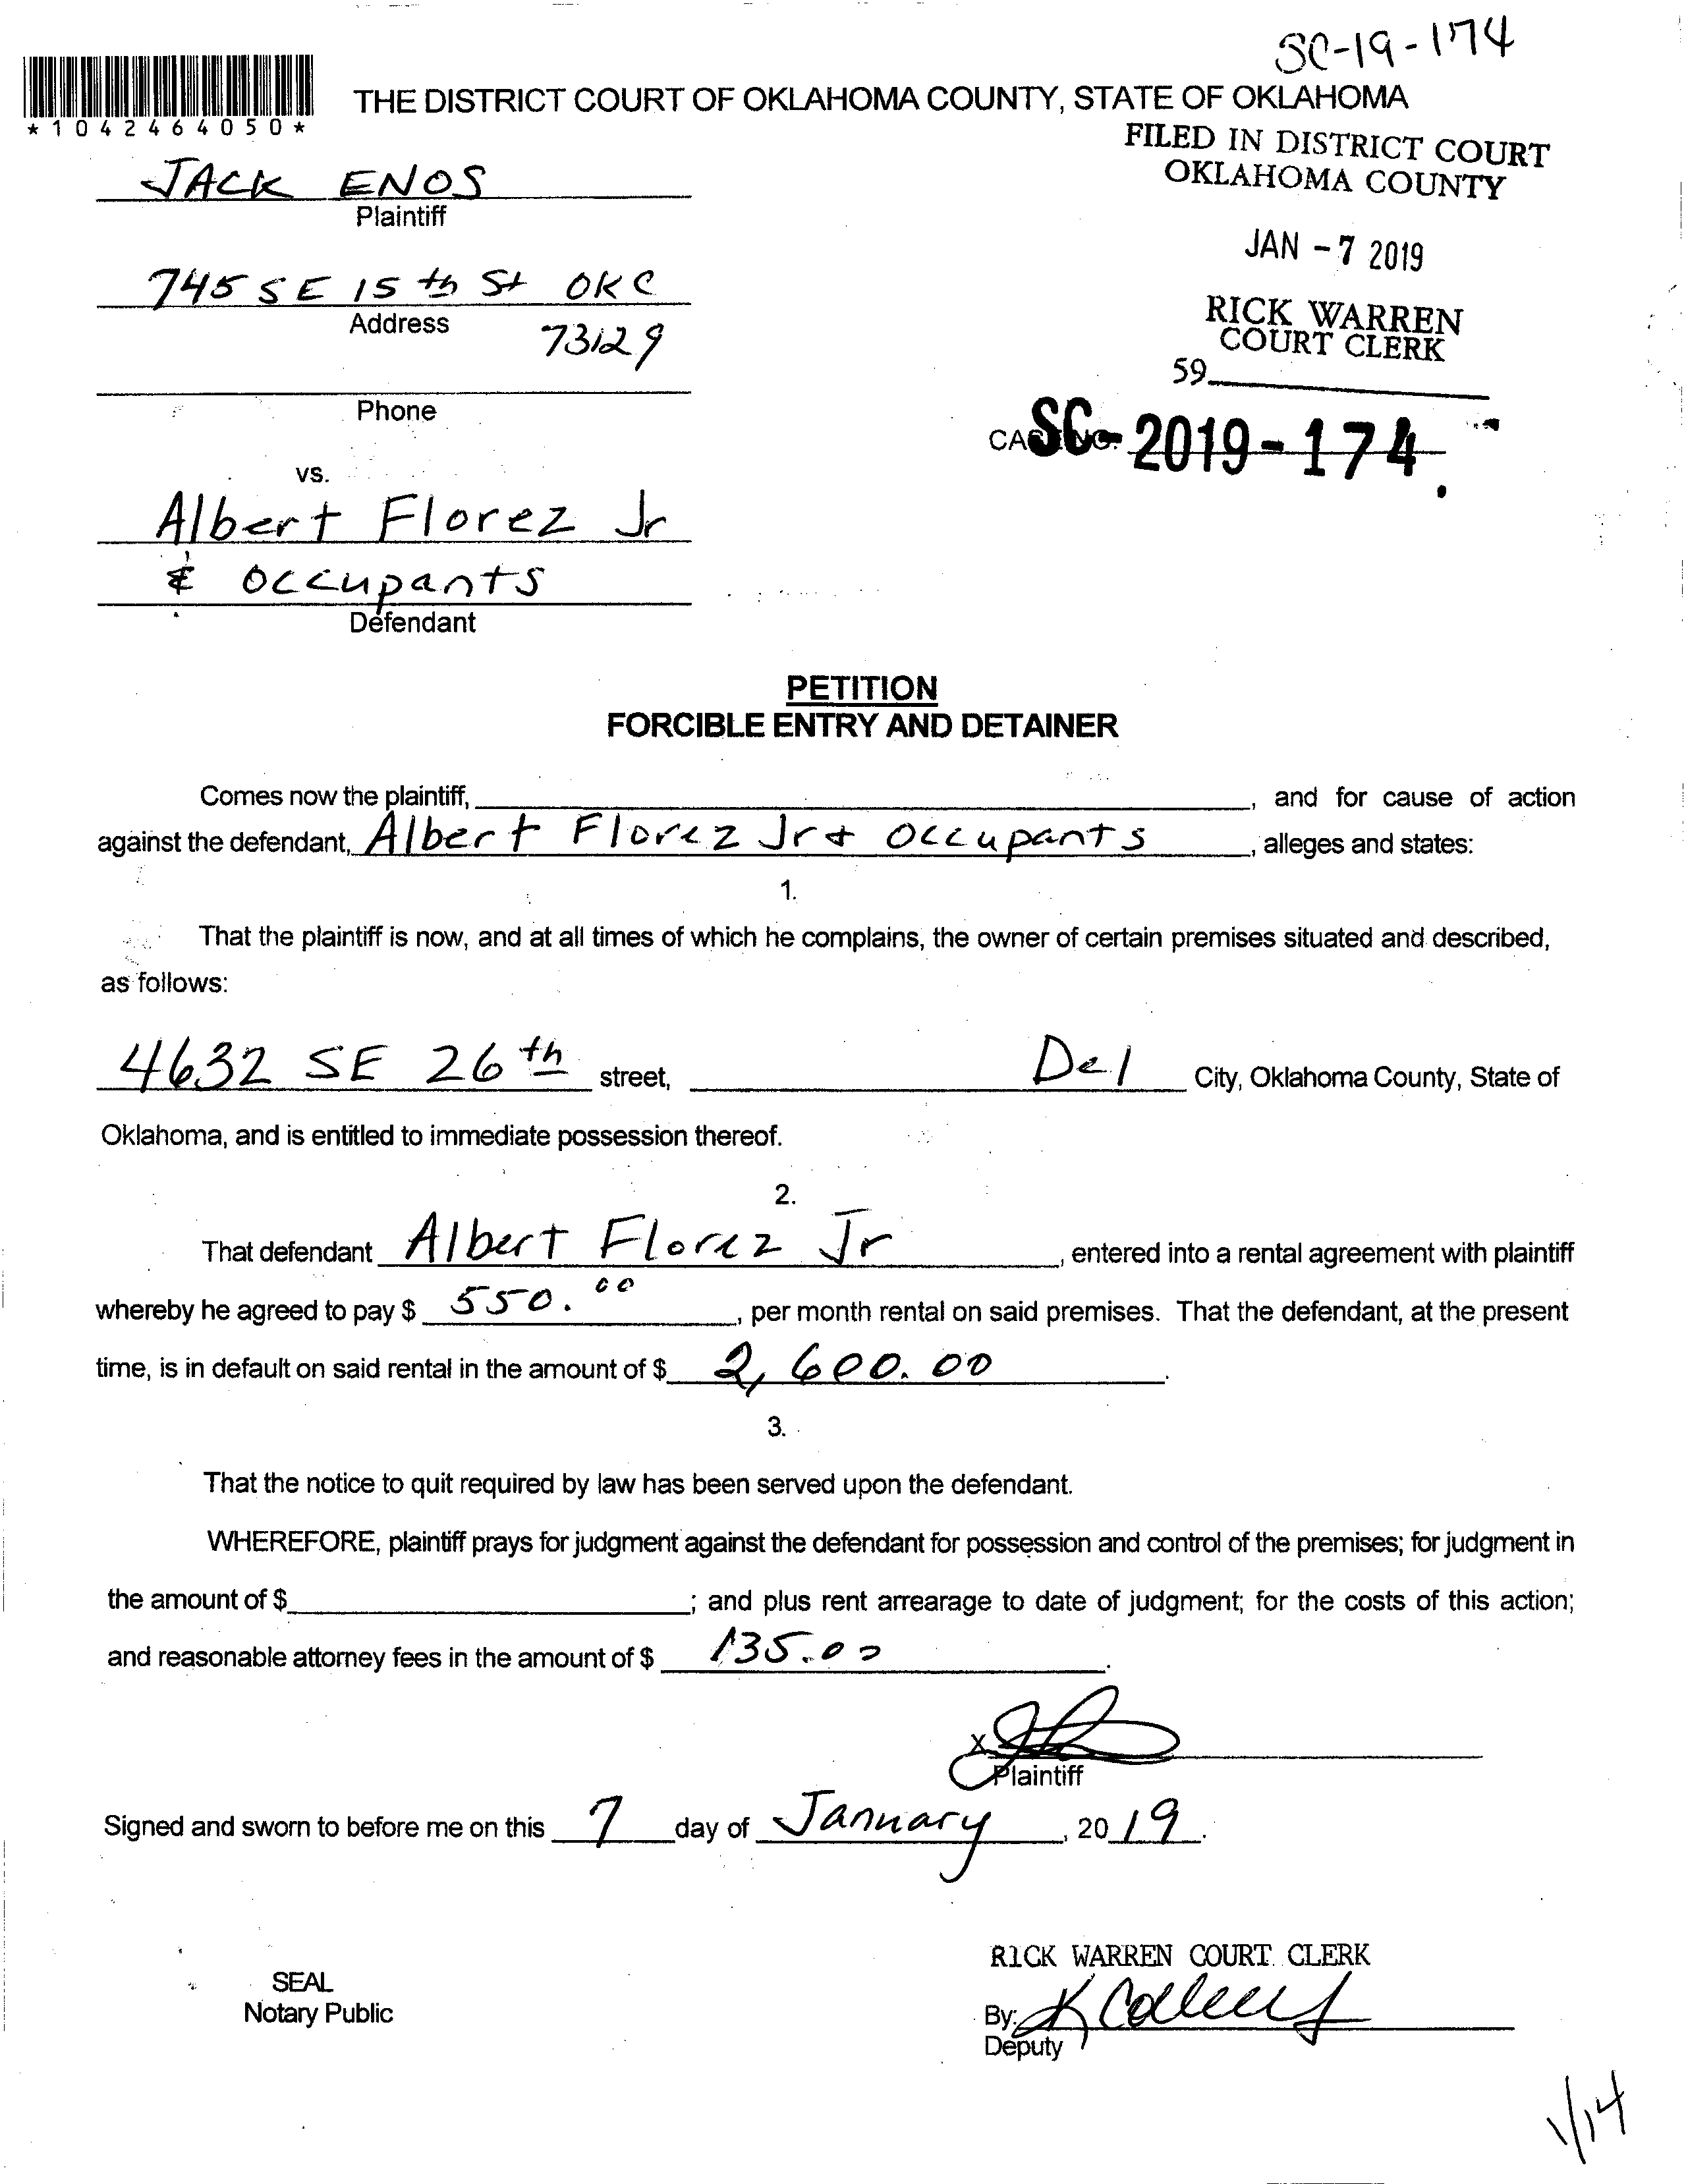 SC-19-174
*1042464050*
THE DISTRICT COURT OF OKLAHOMA COUNTY, STATE OF OKLAHOMA
FILED IN DISTRICT COURT
OKLAHOMA COUNTY
JACK ENOS
Plaintiff
JAN -7 2019
745 SE 15th St OKC
Address
73129
RICK WARREN
COURT CLERK
59
Phone
SC-2019-174
vs.
Albert Florez Jr
& Occupants
Defendant
PETITION
FORCIBLE ENTRY AND DETAINER
Comes now the plaintiff, , and for cause of action
against the defendant, Albert Florez Jr & Occupants, alleges and states:
1.
That the plaintiff is now, and at all times of which he complains, the owner of certain premises situated and described,
as follows:
4632 SE 26th street, Del City, Oklahoma County, State of
Oklahoma, and is entitled to immediate possession thereof.
2.
That defendant Albert Florez Jr, entered into a rental agreement with plaintiff
whereby he agreed to pay $ 550.00, per month rental on said premises. That the defendant, at the present
time, is in default on said rental in the amount of $ 2,600.00.
3.
That the notice to quit required by law has been served upon the defendant.
WHEREFORE, plaintiff prays for judgment against the defendant for possession and control of the premises; for judgment in
the amount of $ ; and plus rent arrearage to date of judgment; for the costs of this action;
and reasonable attorney fees in the amount of $ 135.00.
X
Plaintiff
Signed and sworn to before me on this 7 day of January, 2019.
RICK WARREN COURT CLERK
SEAL
Notary Public
By:
Deputy
1/14